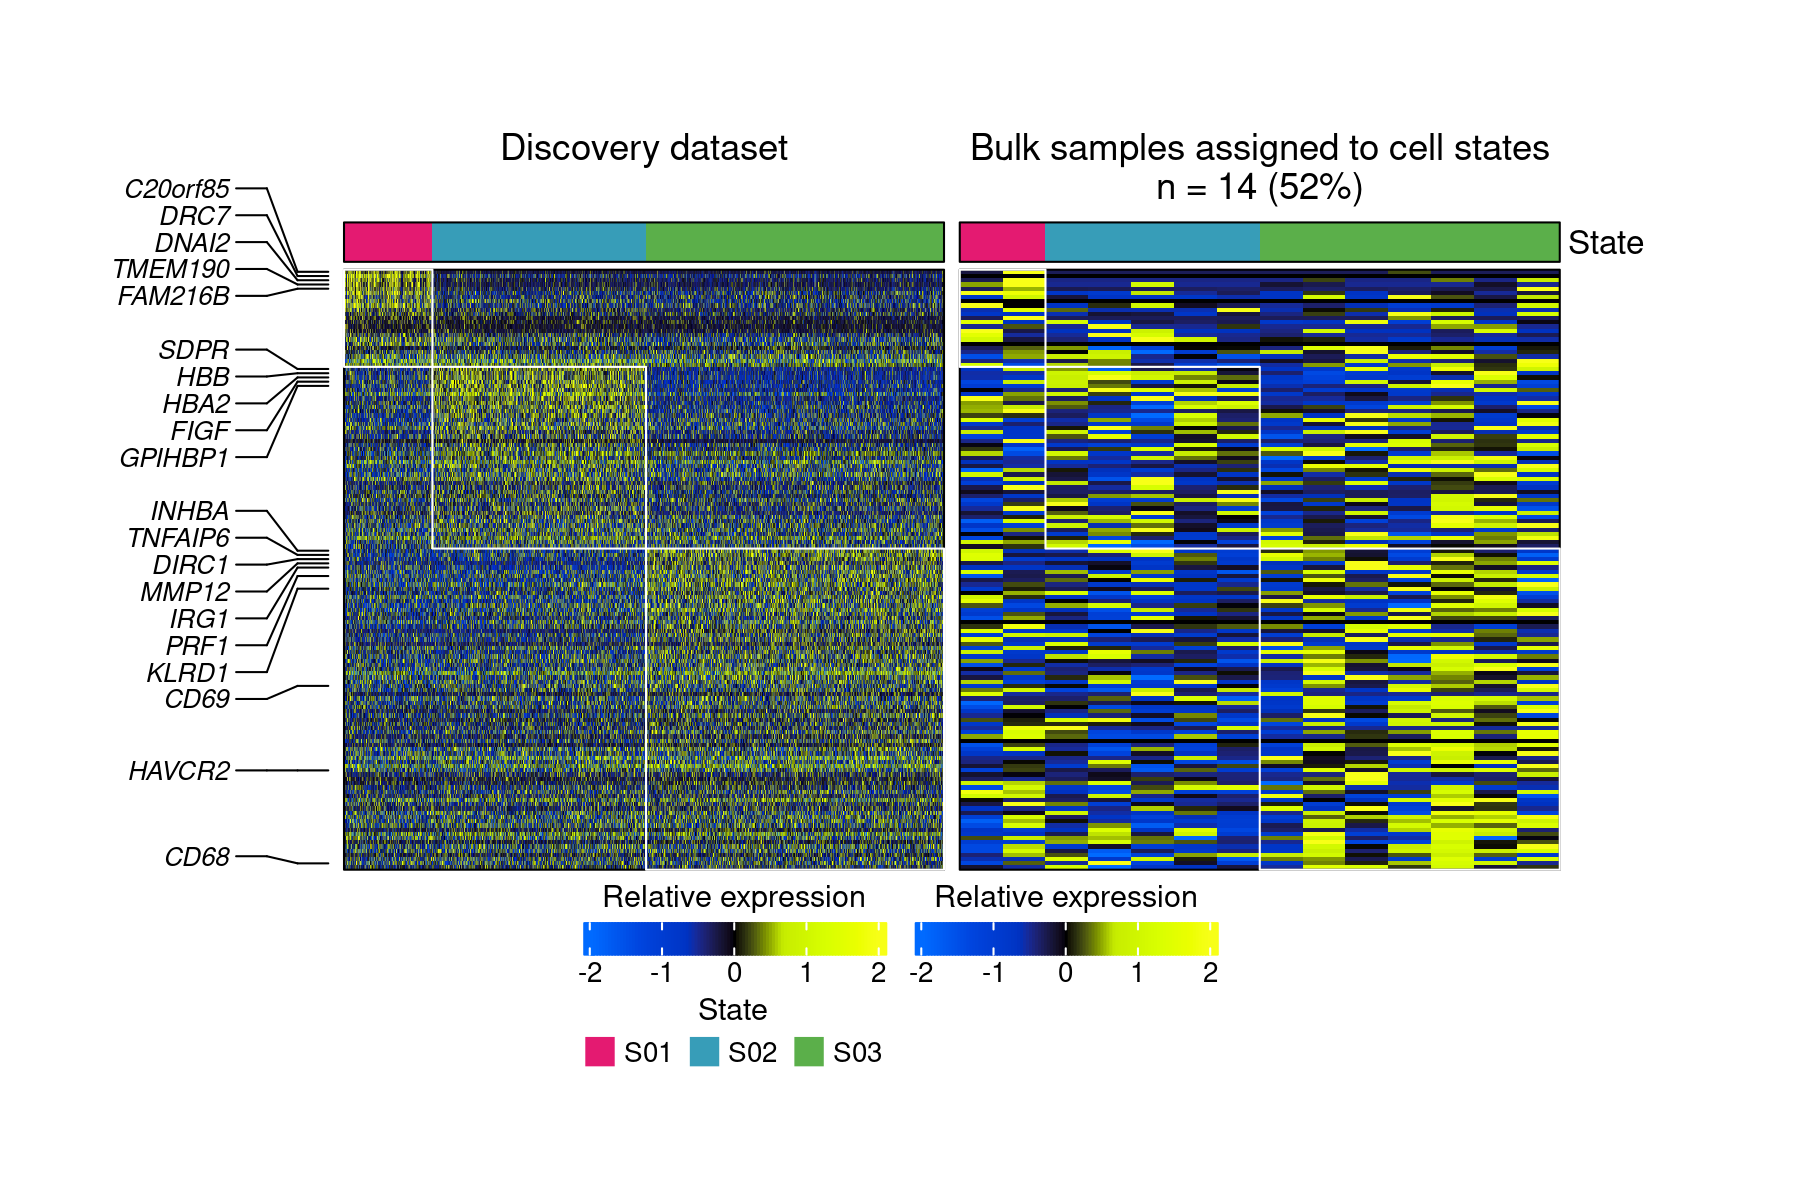 Discovery dataset
Bulk samples assigned to cell states
n = 14 (52%)
State
C20orf85
DRC7
DNAI2
TMEM190
FAM216B
SDPR
HBB
HBA2
FIGF
GPIHBP1
INHBA
TNFAIP6
DIRC1
MMP12
IRG1
PRF1
KLRD1
CD69
HAVCR2
CD68
Relative expression
-2 -1 0 1 2
Relative expression
-2 -1 0 1 2
State
S01 S02 S03